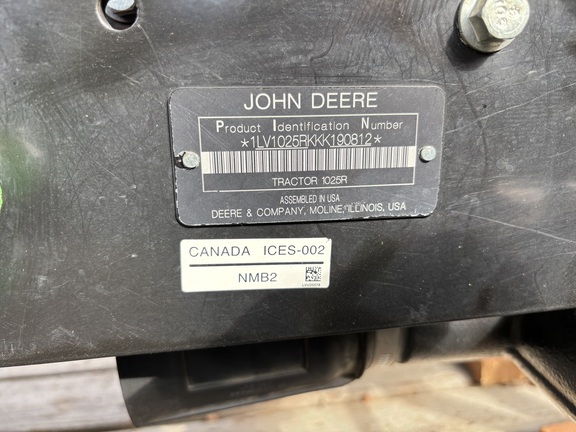 JOHN DEERE
Product Identification Number
*1LV1025RKKK190812*
TRACTOR 1025R
ASSEMBLED IN USA
DEERE & COMPANY, MOLINE, ILLINOIS, USA
CANADA ICES-002
NMB2